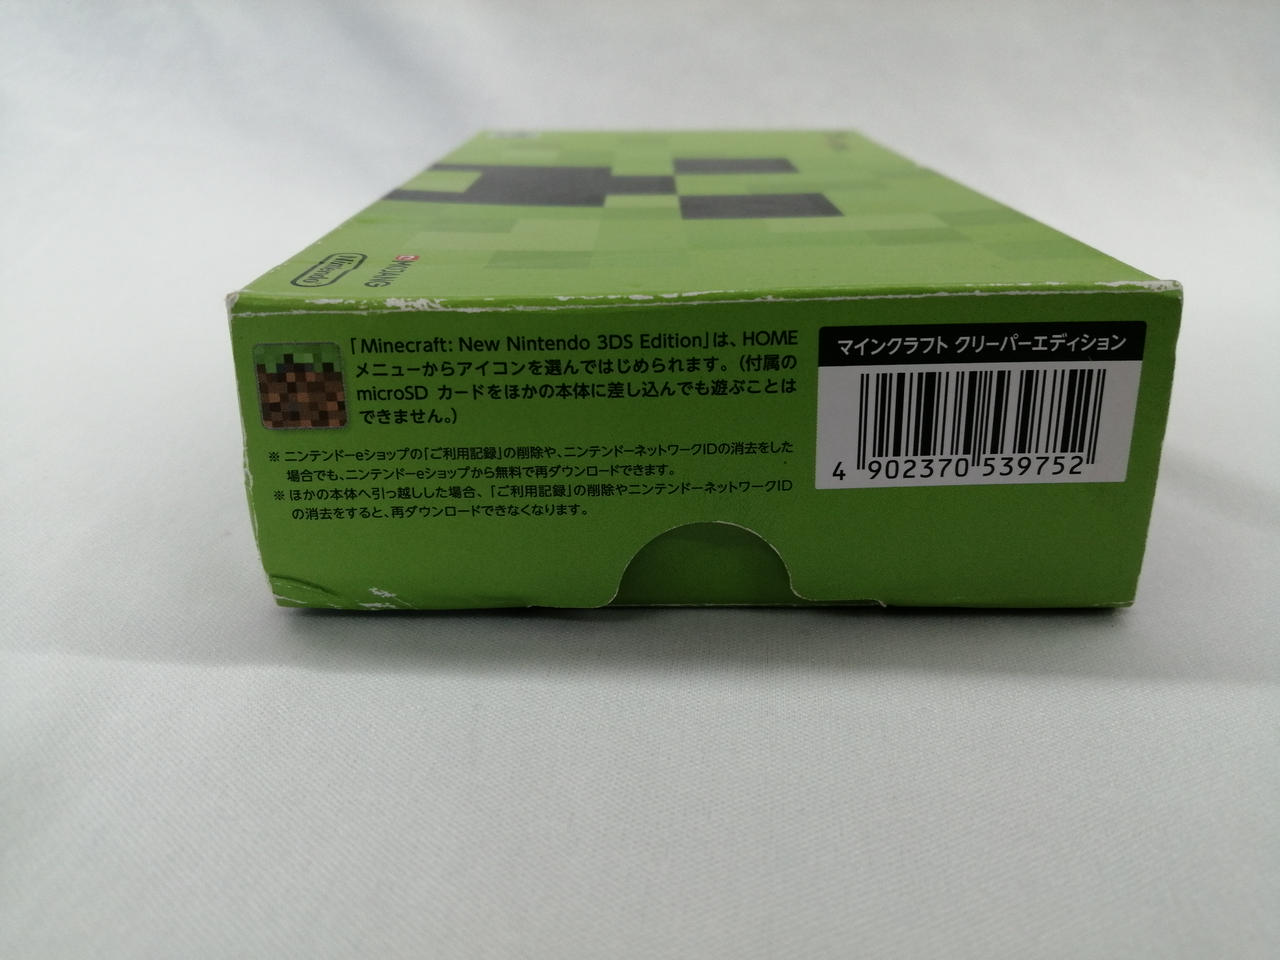 Nintendo
MOJANG
「Minecraft: New Nintendo 3DS Edition」は、HOME
メニューからアイコンを選んではじめられます。（付属の
microSD カードをほかの本体に差し込んでも遊ぶことは
できません。）
※ ニンテンドーeショップの「ご利用記録」の削除や、ニンテンドーネットワークIDの消去をした
場合でも、ニンテンドーeショップから無料で再ダウンロードできます。
※ ほかの本体へ引っ越しした場合、「ご利用記録」の削除やニンテンドーネットワークID
の消去をすると、再ダウンロードできなくなります。
マインクラフト クリーパーエディション
4 902370 539752